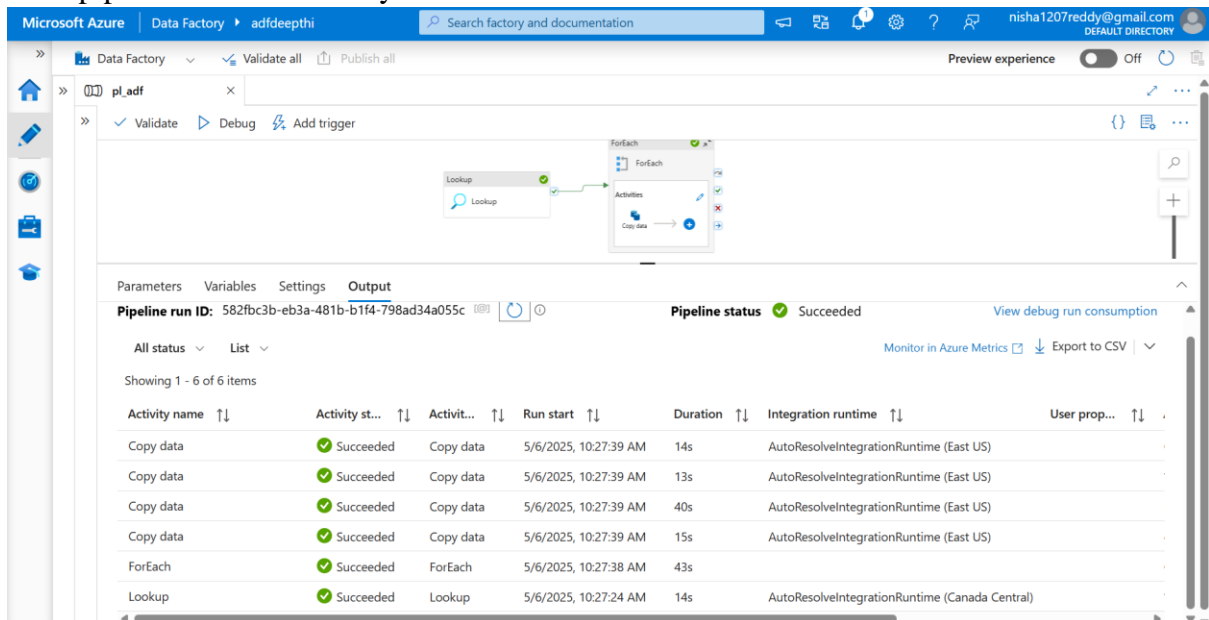 Microsoft Azure | Data Factory ▸ adfdeepthi Search factory and documentation 1 nisha1207reddy@gmail.com
DEFAULT DIRECTORY
Data Factory Validate all Publish all Preview experience Off
pl_adf
Validate Debug Add trigger
ForEach
ForEach
Lookup
Lookup
Activities
Copy data
Parameters Variables Settings Output
Pipeline run ID: 582fbc3b-eb3a-481b-b1f4-798ad34a055c Pipeline status Succeeded View debug run consumption
All status List Monitor in Azure Metrics Export to CSV
Showing 1 - 6 of 6 items
Activity name Activity st... Activit... Run start Duration Integration runtime User prop...
Copy data Succeeded Copy data 5/6/2025, 10:27:39 AM 14s AutoResolveIntegrationRuntime (East US)
Copy data Succeeded Copy data 5/6/2025, 10:27:39 AM 13s AutoResolveIntegrationRuntime (East US)
Copy data Succeeded Copy data 5/6/2025, 10:27:39 AM 40s AutoResolveIntegrationRuntime (East US)
Copy data Succeeded Copy data 5/6/2025, 10:27:39 AM 15s AutoResolveIntegrationRuntime (East US)
ForEach Succeeded ForEach 5/6/2025, 10:27:38 AM 43s
Lookup Succeeded Lookup 5/6/2025, 10:27:24 AM 14s AutoResolveIntegrationRuntime (Canada Central)